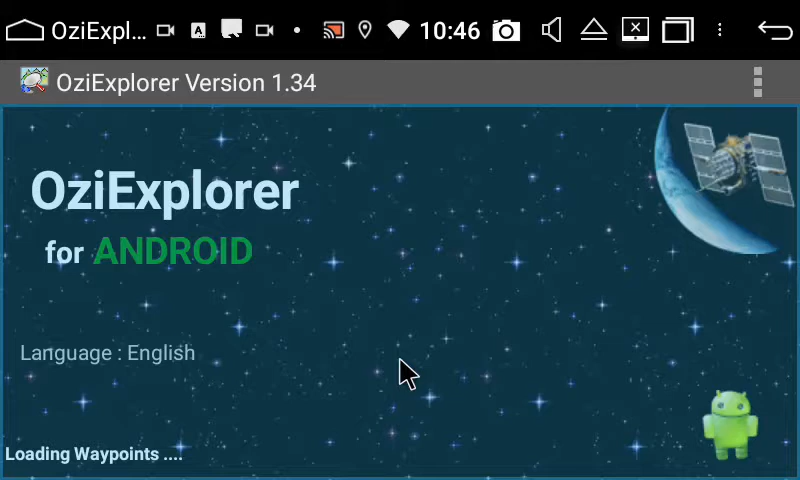 OziExpl... A 10:46
OziExplorer Version 1.34
OziExplorer
for ANDROID
Language : English
Loading Waypoints ....